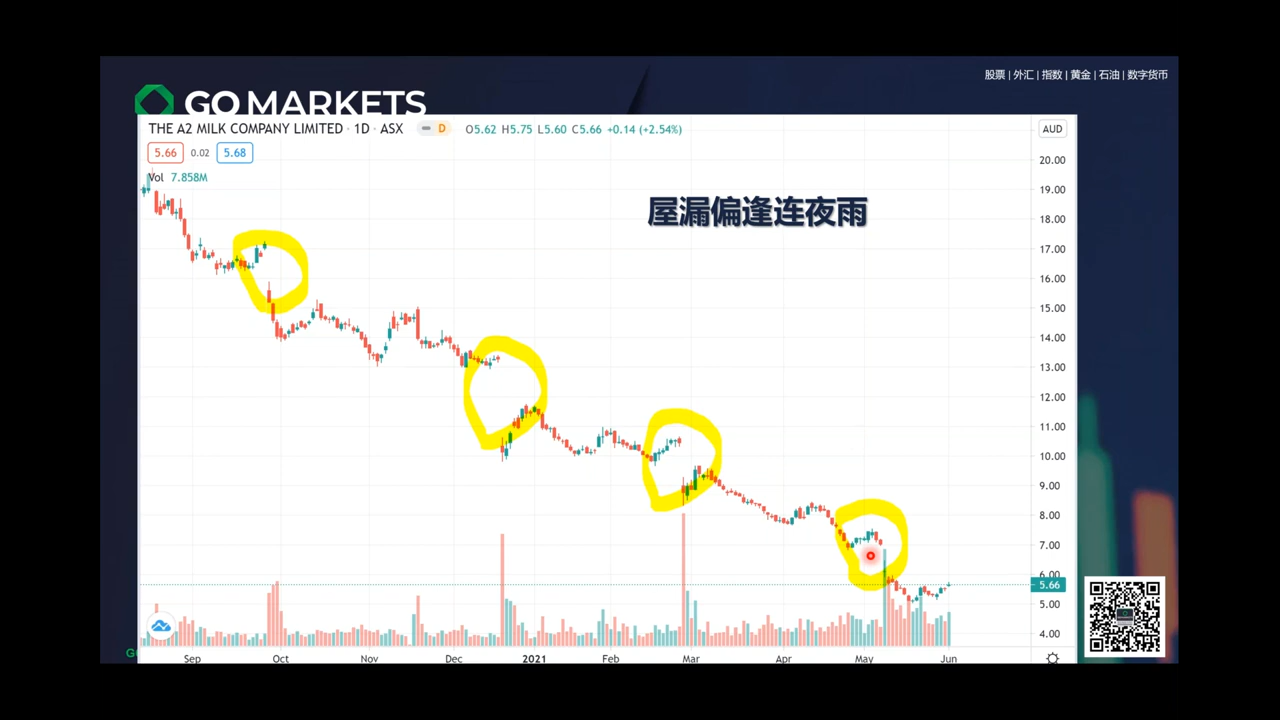 股票 | 外汇 | 指数 | 黄金 | 石油 | 数字货币
GO MARKETS
THE A2 MILK COMPANY LIMITED · 1D · ASX D O5.62 H5.75 L5.60 C5.66 +0.14 (+2.54%) AUD
5.66 0.02 5.68
Vol 7.858M
屋漏偏逢连夜雨
20.00
19.00
18.00
17.00
16.00
15.00
14.00
13.00
12.00
11.00
10.00
9.00
8.00
7.00
6.00
5.66
5.00
4.00
Sep Oct Nov Dec 2021 Feb Mar Apr May Jun